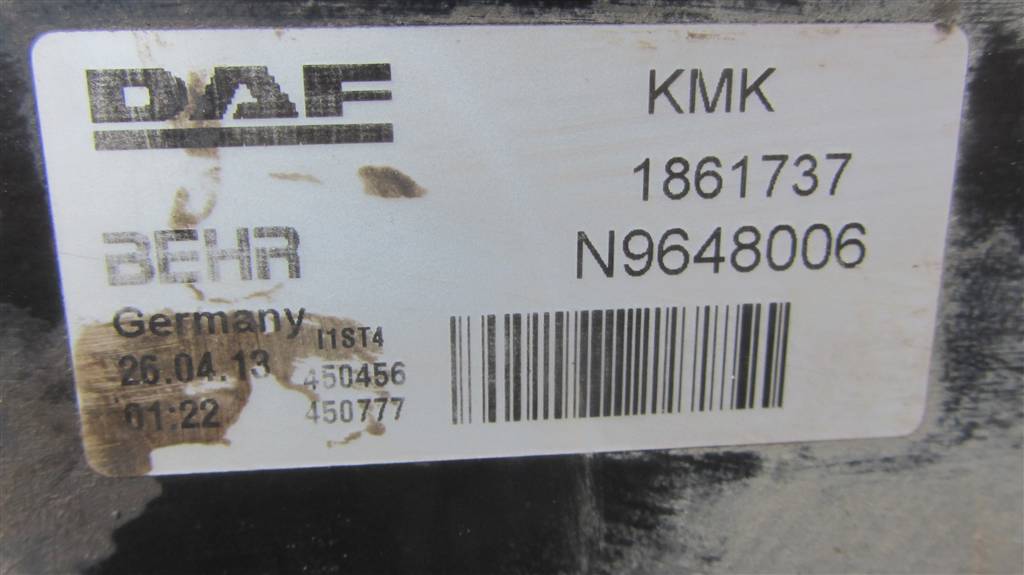 DAF
KMK
1861737
BEHR
N9648006
Germany
I1ST4
26.04.13
450456
01:22
450777